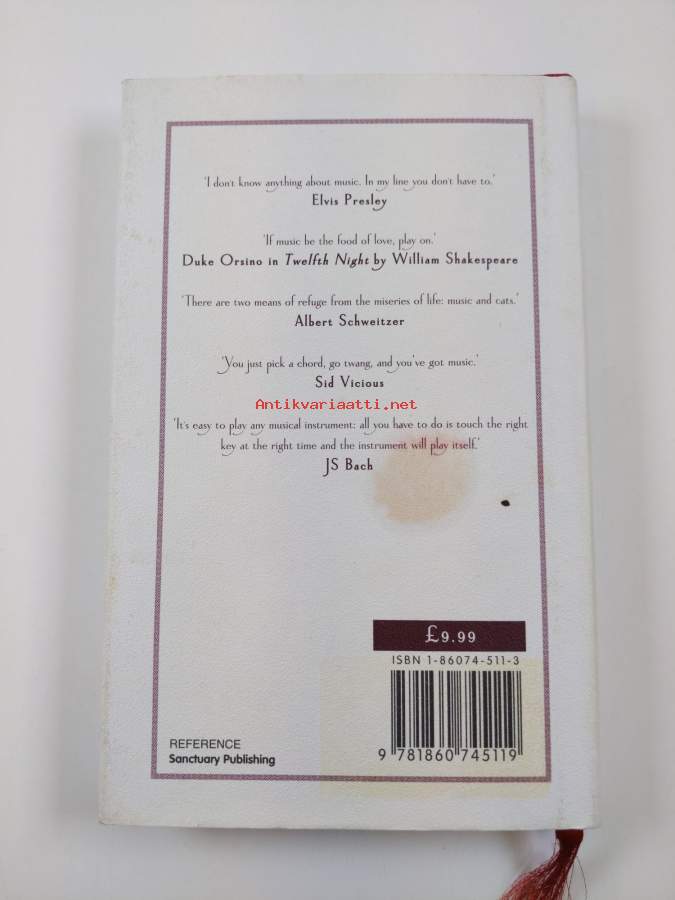 'I don't know anything about music. In my line you don't have to.'
Elvis Presley
'If music be the food of love, play on.'
Duke Orsino in Twelfth Night by William Shakespeare
'There are two means of refuge from the miseries of life: music and cats.'
Albert Schweitzer
'You just pick a chord, go twang, and you've got music.'
Sid Vicious
Antikvariaatti.net
'It's easy to play any musical instrument: all you have to do is touch the right
key at the right time and the instrument will play itself.'
JS Bach
£9.99
ISBN 1-86074-511-3
9 781860 745119
REFERENCE
Sanctuary Publishing